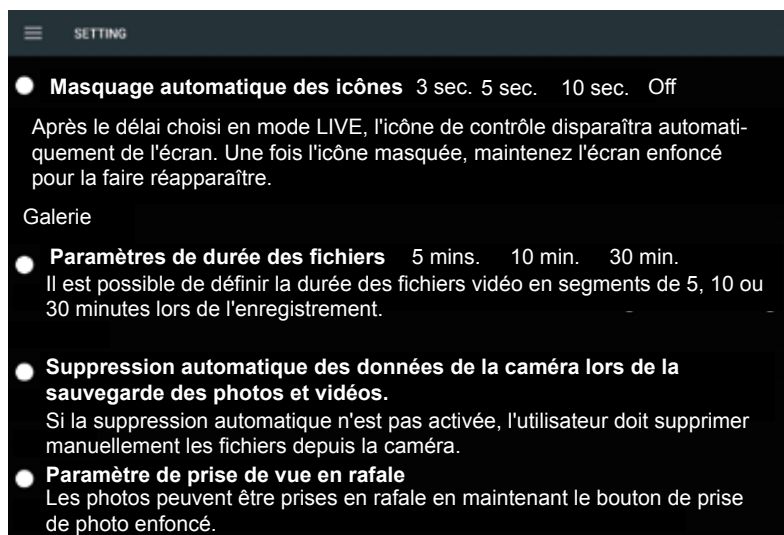 SETTING
Masquage automatique des icônes 3 sec. 5 sec. 10 sec. Off
Après le délai choisi en mode LIVE, l'icône de contrôle disparaîtra automati-
quement de l'écran. Une fois l'icône masquée, maintenez l'écran enfoncé
pour la faire réapparaître.
Galerie
Paramètres de durée des fichiers 5 mins. 10 min. 30 min.
Il est possible de définir la durée des fichiers vidéo en segments de 5, 10 ou
30 minutes lors de l'enregistrement.
Suppression automatique des données de la caméra lors de la
sauvegarde des photos et vidéos.
Si la suppression automatique n'est pas activée, l'utilisateur doit supprimer
manuellement les fichiers depuis la caméra.
Paramètre de prise de vue en rafale
Les photos peuvent être prises en rafale en maintenant le bouton de prise
de photo enfoncé.